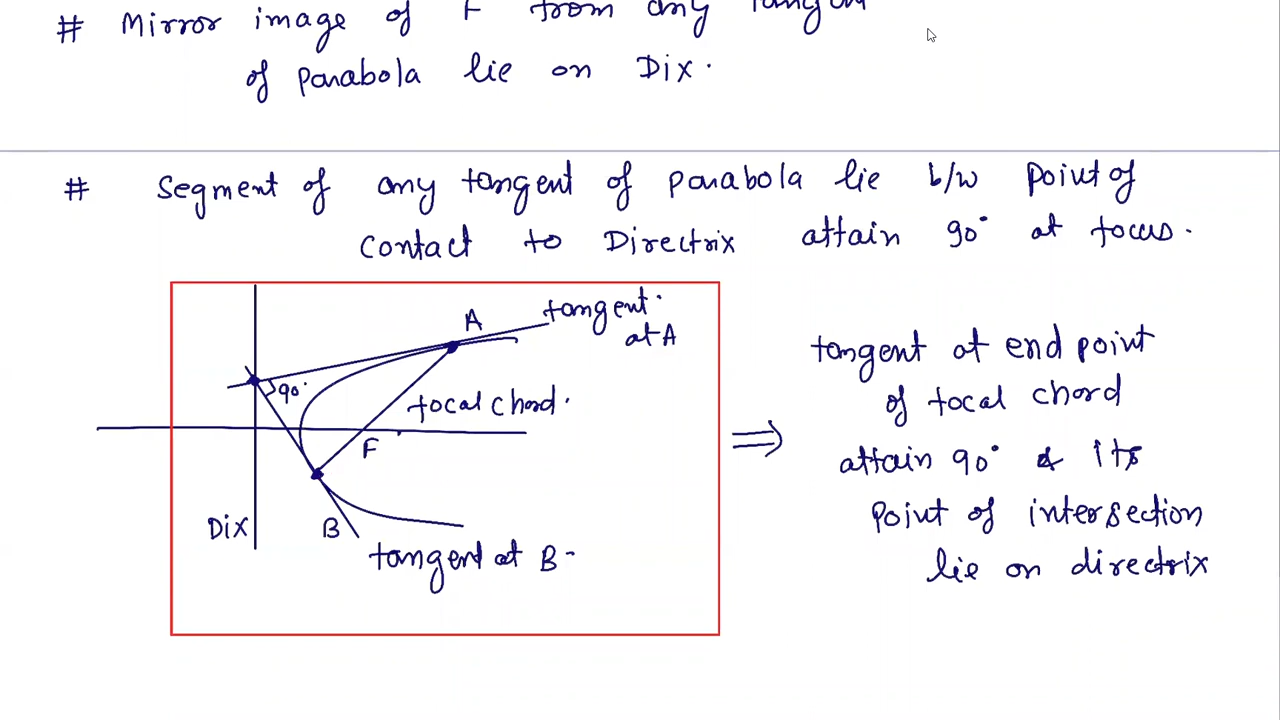 # Mirror image of F from any tangen
of parabola lie on Dix.
# Segment of any tangent of parabola lie b/w point of
contact to Directrix attain 90° at focus.
A
tangent.
at A
90°
focal chord.
F
Dix
B
tangent at B-
⇒ tangent at end point
of focal chord
attain 90° & its
point of intersection
lie on directrix